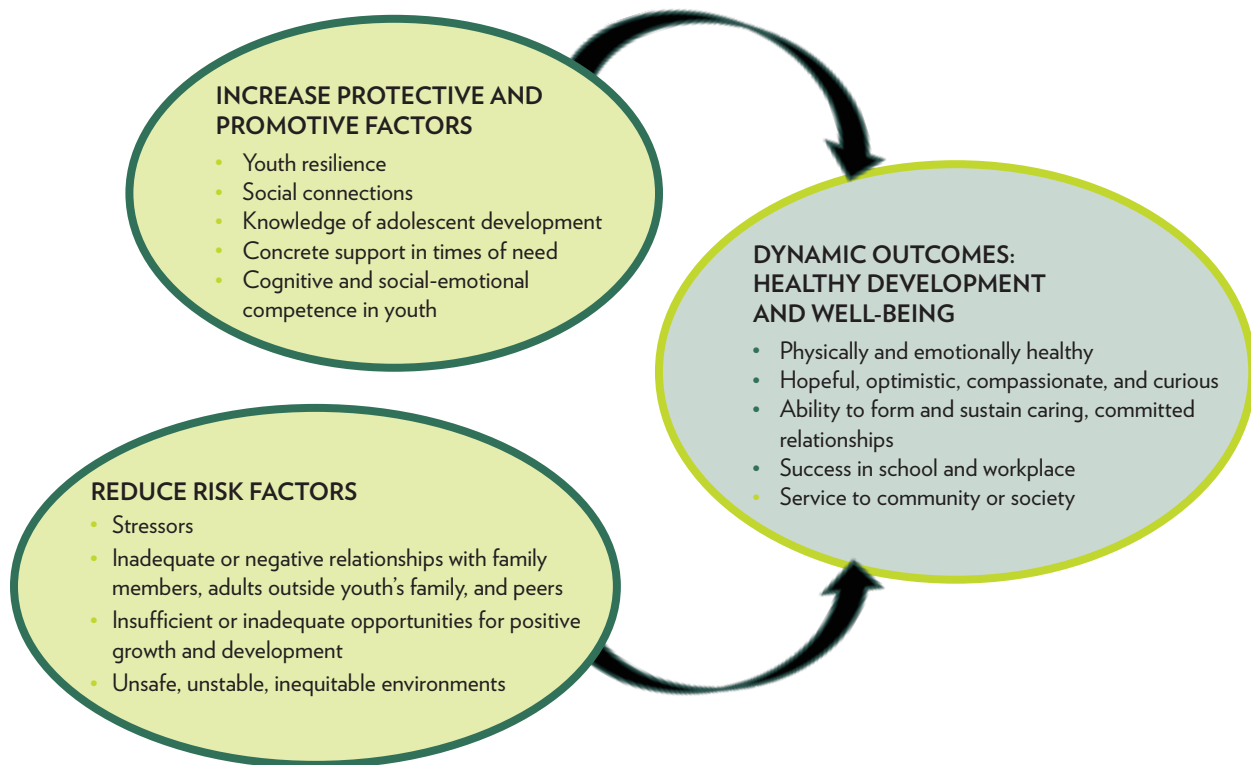 INCREASE PROTECTIVE AND
PROMOTIVE FACTORS
• Youth resilience
• Social connections
• Knowledge of adolescent development
• Concrete support in times of need
• Cognitive and social-emotional
competence in youth
REDUCE RISK FACTORS
• Stressors
• Inadequate or negative relationships with family
members, adults outside youth’s family, and peers
• Insufficient or inadequate opportunities for positive
growth and development
• Unsafe, unstable, inequitable environments
DYNAMIC OUTCOMES:
HEALTHY DEVELOPMENT
AND WELL-BEING
• Physically and emotionally healthy
• Hopeful, optimistic, compassionate, and curious
• Ability to form and sustain caring, committed
relationships
• Success in school and workplace
• Service to community or society